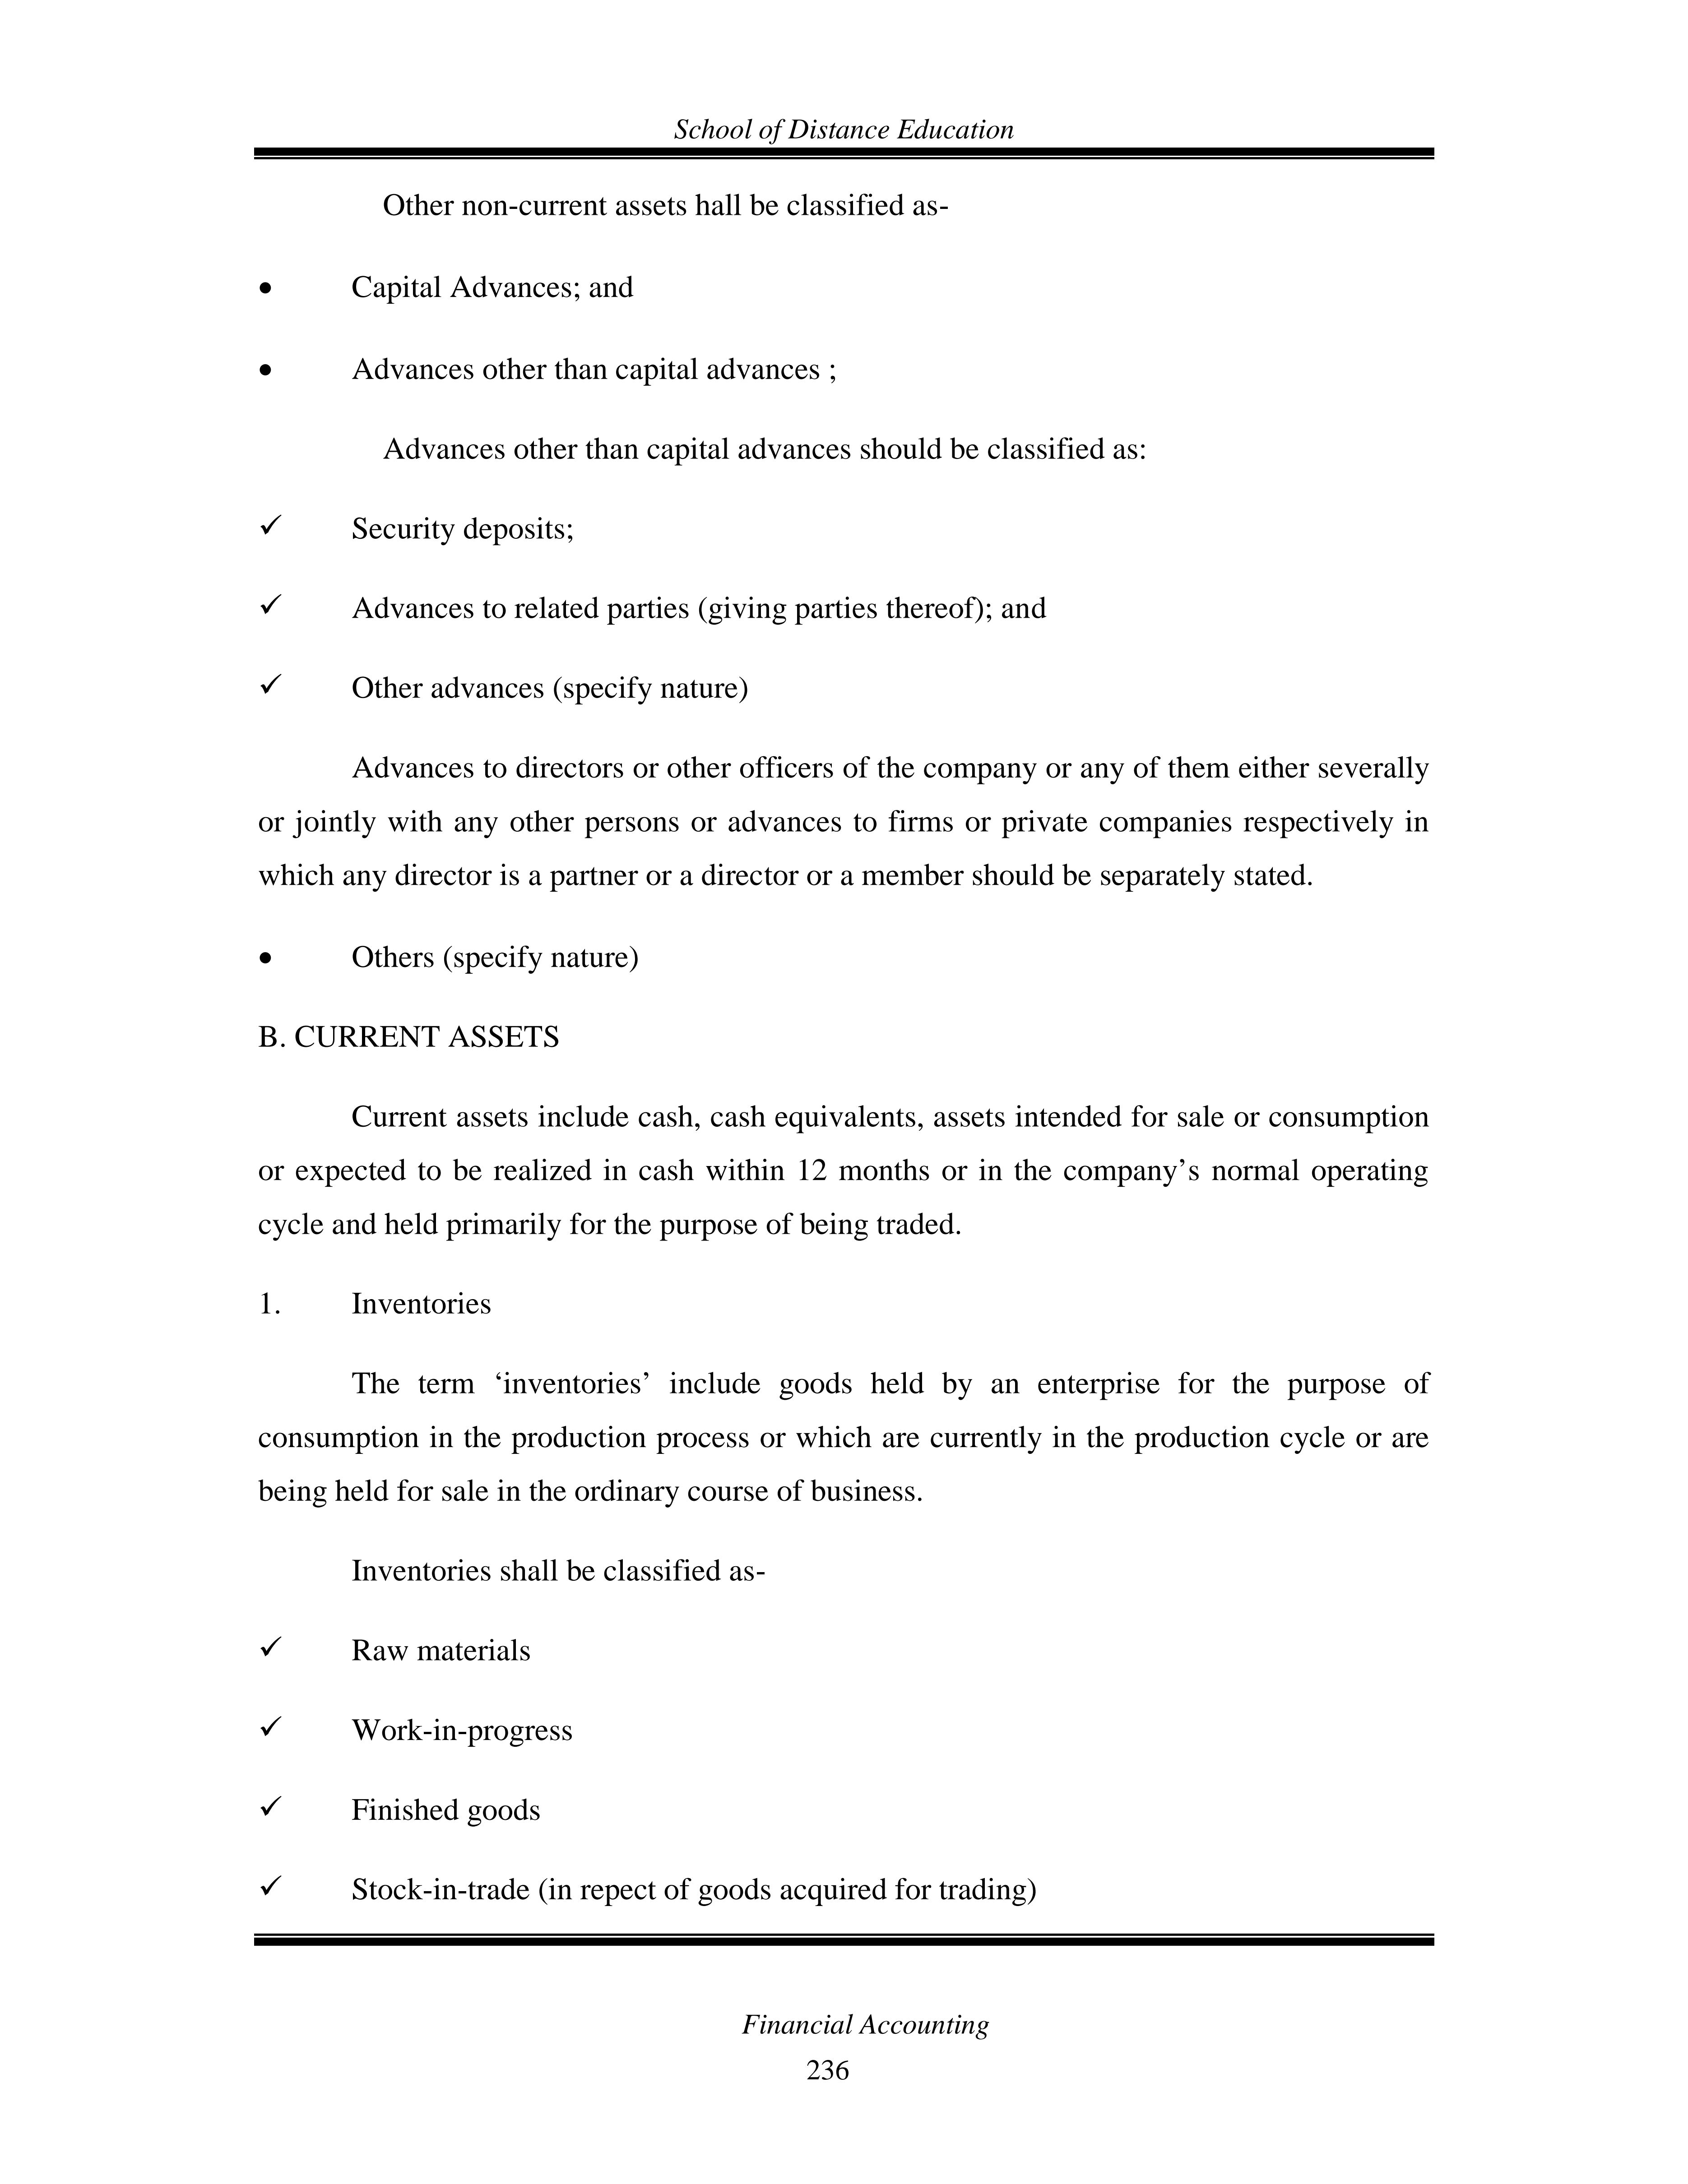 School of Distance Education
Other non-current assets hall be classified as-
• Capital Advances; and
• Advances other than capital advances ;
Advances other than capital advances should be classified as:
✓ Security deposits;
✓ Advances to related parties (giving parties thereof); and
✓ Other advances (specify nature)
Advances to directors or other officers of the company or any of them either severally
or jointly with any other persons or advances to firms or private companies respectively in
which any director is a partner or a director or a member should be separately stated.
• Others (specify nature)
B. CURRENT ASSETS
Current assets include cash, cash equivalents, assets intended for sale or consumption
or expected to be realized in cash within 12 months or in the company’s normal operating
cycle and held primarily for the purpose of being traded.
1. Inventories
The term ‘inventories’ include goods held by an enterprise for the purpose of
consumption in the production process or which are currently in the production cycle or are
being held for sale in the ordinary course of business.
Inventories shall be classified as-
✓ Raw materials
✓ Work-in-progress
✓ Finished goods
✓ Stock-in-trade (in repect of goods acquired for trading)
Financial Accounting
236